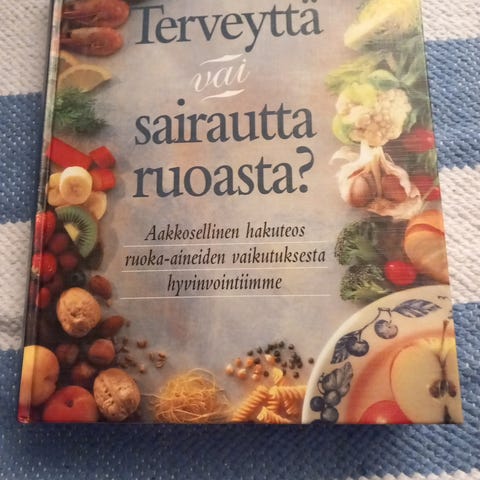 Terveyttä
vai
sairautta
ruoasta?
Aakkosellinen hakuteos
ruoka-aineiden vaikutuksesta
hyvinvointiimme